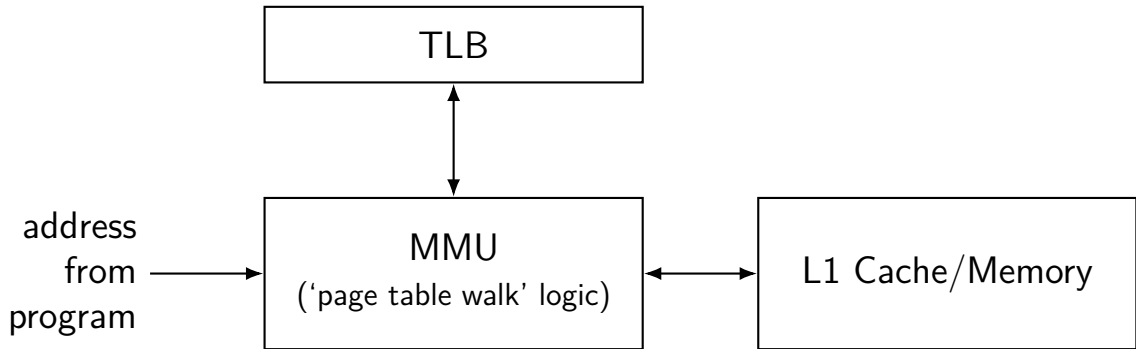 TLB
address
from
program
MMU
(‘page table walk’ logic)
L1 Cache/Memory